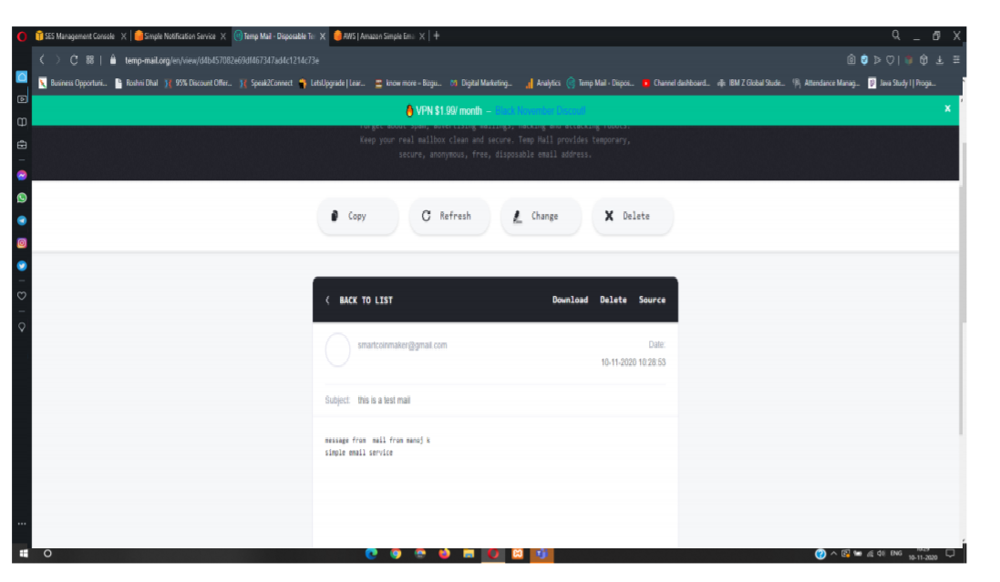 SES Management Console X Simple Notification Service X Temp Mail - Disposable Te X AWS | Amazon Simple Ema X +
temp-mail.org/en/view/d4b457082e69df467347ad4c1214c73e
Business Opportuni... Roshni Dhal 95% Discount Offer... Speak2Connect LetsUpgrade | Lear... know more - Bizgu... Digital Marketing... Analytics Temp Mail - Dispos... Channel dashboard... IBM Z Global Stude... Attendance Manag... Java Study 1 | Progra...
VPN $1.99/ month – Black November Discout! x
Forget about spam, advertising mailings, hacking and attacking robots.
Keep your real mailbox clean and secure. Temp Mail provides temporary,
secure, anonymous, free, disposable email address.
Copy Refresh Change Delete
BACK TO LIST Download Delete Source
smartcoinmaker@gmail.com Date:
10-11-2020 10:28:53
Subject: this is a test mail
message from mail from manoj k
simple email service
ENG
10-11-2020